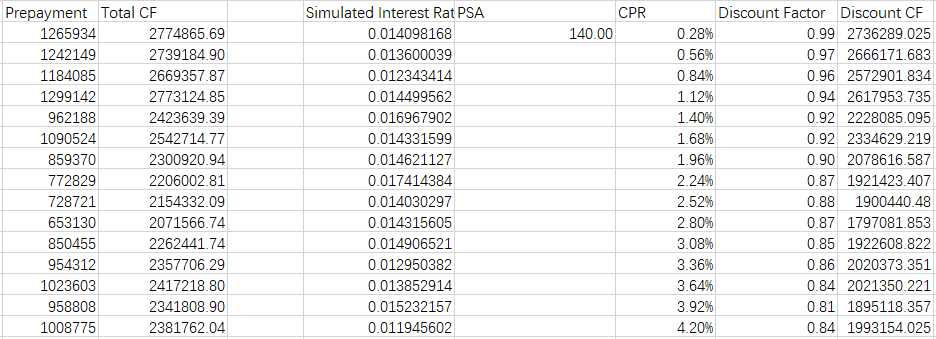 Prepayment Total CF Simulated Interest Rat PSA CPR Discount Factor Discount CF
1265934 2774865.69 0.014098168 140.00 0.28% 0.99 2736289.025
1242149 2739184.90 0.013600039 0.56% 0.97 2666171.683
1184085 2669357.87 0.012343414 0.84% 0.96 2572901.834
1299142 2773124.85 0.014499562 1.12% 0.94 2617953.735
962188 2423639.39 0.016967902 1.40% 0.92 2228085.095
1090524 2542714.77 0.014331599 1.68% 0.92 2334629.219
859370 2300920.94 0.014621127 1.96% 0.90 2078616.587
772829 2206002.81 0.017414384 2.24% 0.87 1921423.407
728721 2154332.09 0.014030297 2.52% 0.88 1900440.48
653130 2071566.74 0.014315605 2.80% 0.87 1797081.853
850455 2262441.74 0.014906521 3.08% 0.85 1922608.822
954312 2357706.29 0.012950382 3.36% 0.86 2020373.351
1023603 2417218.80 0.013852914 3.64% 0.84 2021350.221
958808 2341808.90 0.015232157 3.92% 0.81 1895118.357
1008775 2381762.04 0.011945602 4.20% 0.84 1993154.025